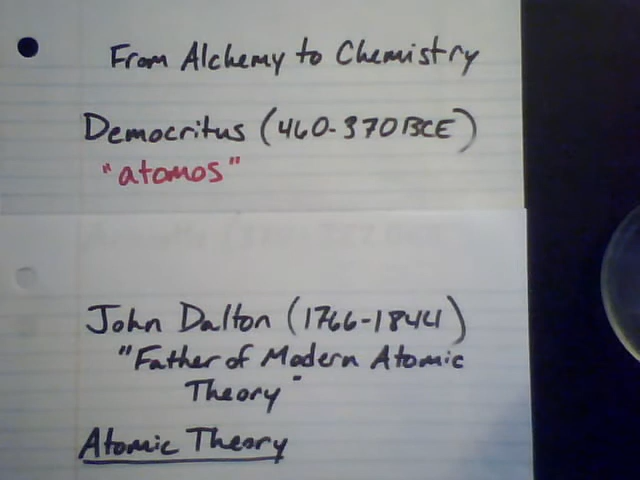 From Alchemy to Chemistry
Democritus (460-370 BCE)
"atomos"
John Dalton (1766-1844)
"Father of Modern Atomic
Theory"
Atomic Theory